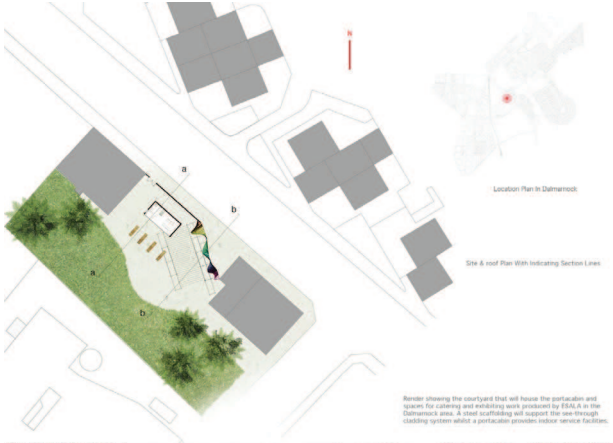 N
a
b
a
b
Location Plan In Dalmarnock
Site & roof Plan With Indicating Section Lines
Render showing the courtyard that will house the portacabin and
spaces for catering and exhibiting work produced by EBALA in the
Dalmarnock area. A steel scaffolding will support the see-through
cladding system whilst a portacabin provides indoor service facilities.